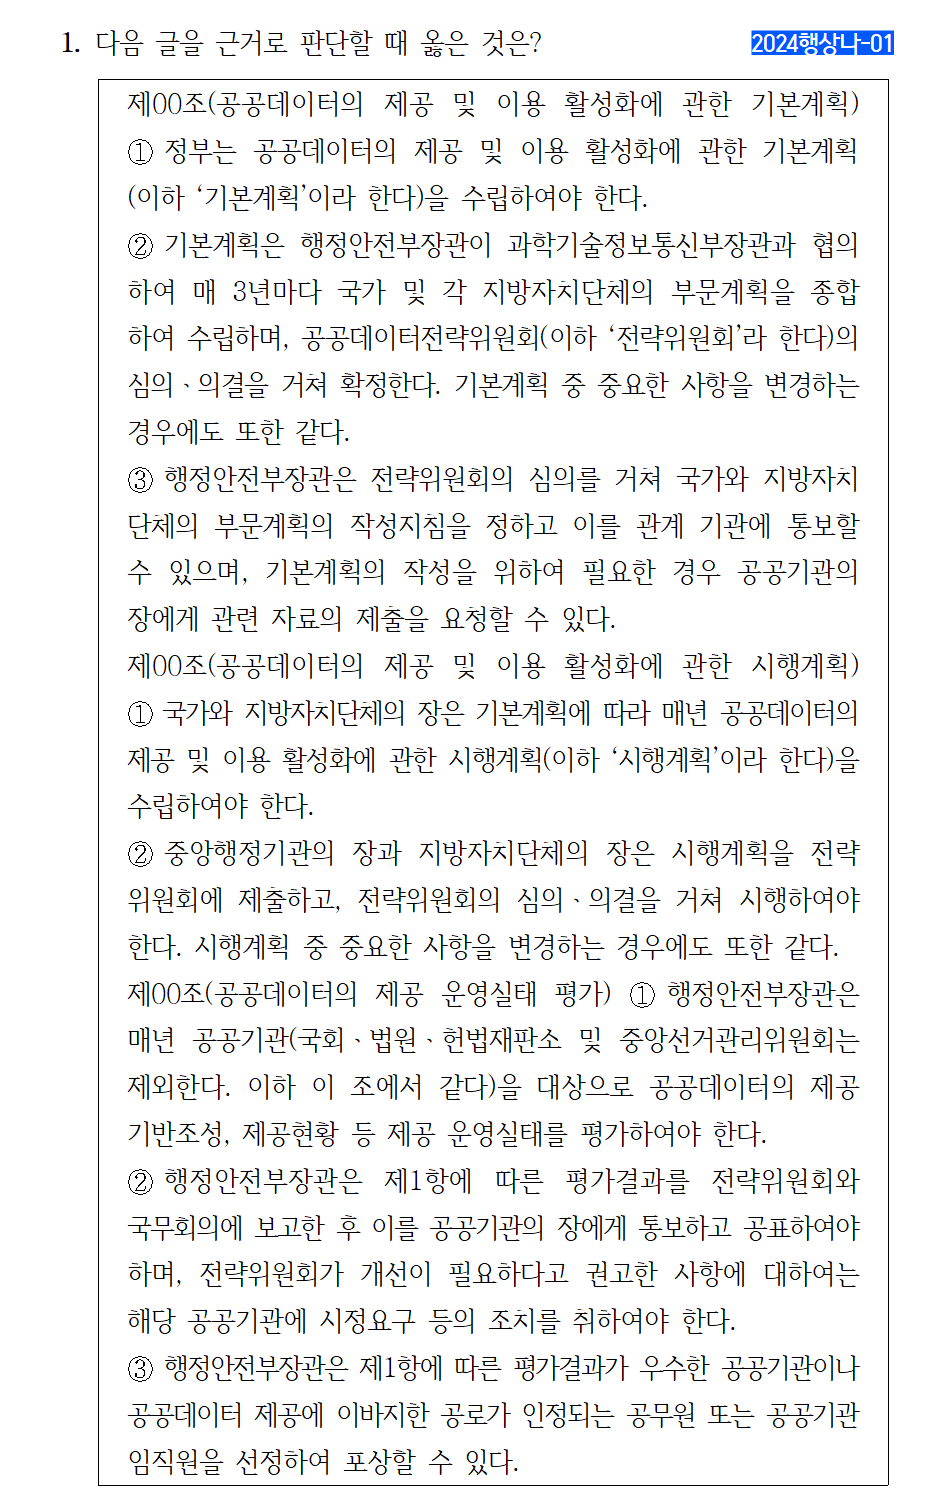 1. 다음 글을 근거로 판단할 때 옳은 것은? 2024행상나-01
제00조(공공데이터의 제공 및 이용 활성화에 관한 기본계획)
① 정부는 공공데이터의 제공 및 이용 활성화에 관한 기본계획
(이하 ‘기본계획’이라 한다)을 수립하여야 한다.
② 기본계획은 행정안전부장관이 과학기술정보통신부장관과 협의
하여 매 3년마다 국가 및 각 지방자치단체의 부문계획을 종합
하여 수립하며, 공공데이터전략위원회(이하 ‘전략위원회’라 한다)의
심의ㆍ의결을 거쳐 확정한다. 기본계획 중 중요한 사항을 변경하는
경우에도 또한 같다.
③ 행정안전부장관은 전략위원회의 심의를 거쳐 국가와 지방자치
단체의 부문계획의 작성지침을 정하고 이를 관계 기관에 통보할
수 있으며, 기본계획의 작성을 위하여 필요한 경우 공공기관의
장에게 관련 자료의 제출을 요청할 수 있다.
제00조(공공데이터의 제공 및 이용 활성화에 관한 시행계획)
① 국가와 지방자치단체의 장은 기본계획에 따라 매년 공공데이터의
제공 및 이용 활성화에 관한 시행계획(이하 ‘시행계획’이라 한다)을
수립하여야 한다.
② 중앙행정기관의 장과 지방자치단체의 장은 시행계획을 전략
위원회에 제출하고, 전략위원회의 심의ㆍ의결을 거쳐 시행하여야
한다. 시행계획 중 중요한 사항을 변경하는 경우에도 또한 같다.
제00조(공공데이터의 제공 운영실태 평가) ① 행정안전부장관은
매년 공공기관(국회ㆍ법원ㆍ헌법재판소 및 중앙선거관리위원회는
제외한다. 이하 이 조에서 같다)을 대상으로 공공데이터의 제공
기반조성, 제공현황 등 제공 운영실태를 평가하여야 한다.
② 행정안전부장관은 제1항에 따른 평가결과를 전략위원회와
국무회의에 보고한 후 이를 공공기관의 장에게 통보하고 공표하여야
하며, 전략위원회가 개선이 필요하다고 권고한 사항에 대하여는
해당 공공기관에 시정요구 등의 조치를 취하여야 한다.
③ 행정안전부장관은 제1항에 따른 평가결과가 우수한 공공기관이나
공공데이터 제공에 이바지한 공로가 인정되는 공무원 또는 공공기관
임직원을 선정하여 포상할 수 있다.